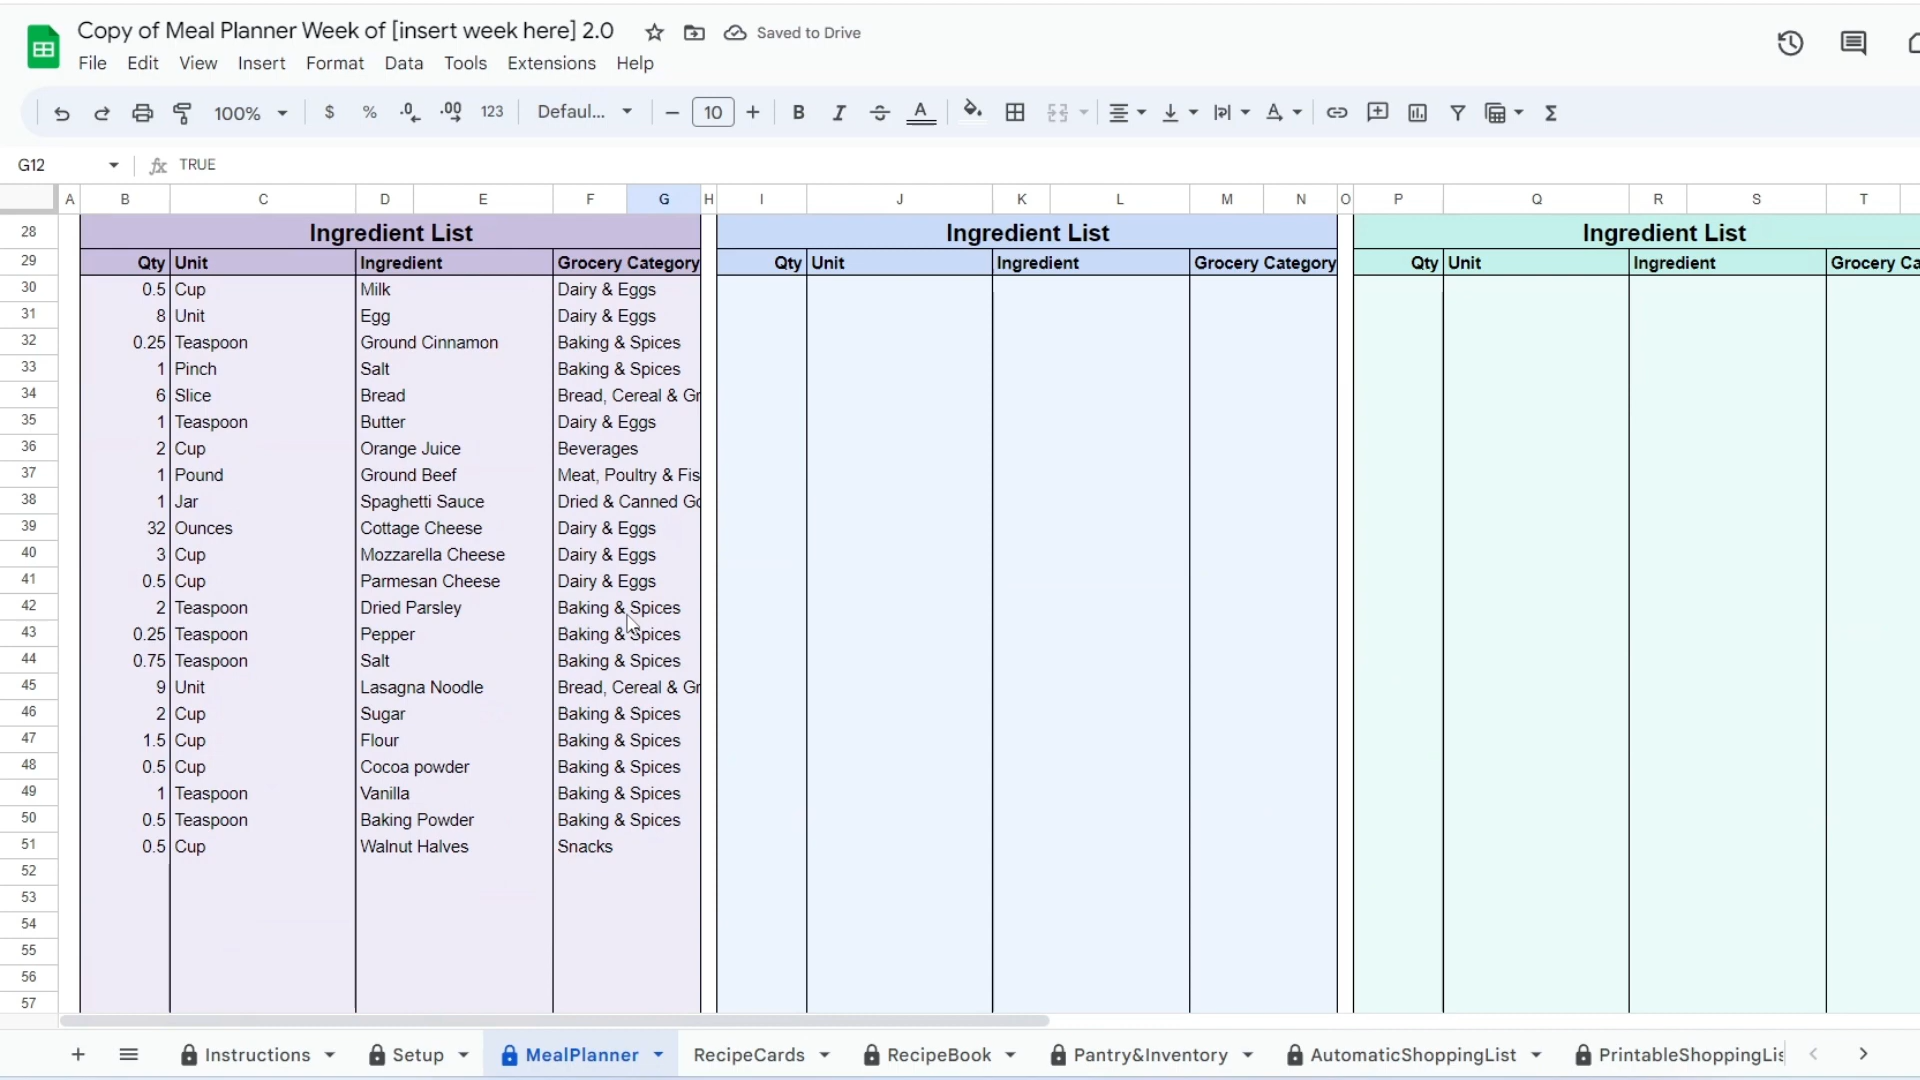 Copy of Meal Planner Week of [insert week here] 2.0 Saved to Drive
File Edit View Insert Format Data Tools Extensions Help
100% $ % .0 .00 123 Defaul... 10 B I S A
G12 fx TRUE
A B C D E F G H I J K L M N O P Q R S T
28 Ingredient List Ingredient List Ingredient List
29 Qty Unit Ingredient Grocery Category Qty Unit Ingredient Grocery Category Qty Unit Ingredient Grocery Ca
30 0.5 Cup Milk Dairy & Eggs
31 8 Unit Egg Dairy & Eggs
32 0.25 Teaspoon Ground Cinnamon Baking & Spices
33 1 Pinch Salt Baking & Spices
34 6 Slice Bread Bread, Cereal & Gr
35 1 Teaspoon Butter Dairy & Eggs
36 2 Cup Orange Juice Beverages
37 1 Pound Ground Beef Meat, Poultry & Fis
38 1 Jar Spaghetti Sauce Dried & Canned Go
39 32 Ounces Cottage Cheese Dairy & Eggs
40 3 Cup Mozzarella Cheese Dairy & Eggs
41 0.5 Cup Parmesan Cheese Dairy & Eggs
42 2 Teaspoon Dried Parsley Baking & Spices
43 0.25 Teaspoon Pepper Baking & Spices
44 0.75 Teaspoon Salt Baking & Spices
45 9 Unit Lasagna Noodle Bread, Cereal & Gr
46 2 Cup Sugar Baking & Spices
47 1.5 Cup Flour Baking & Spices
48 0.5 Cup Cocoa powder Baking & Spices
49 1 Teaspoon Vanilla Baking & Spices
50 0.5 Teaspoon Baking Powder Baking & Spices
51 0.5 Cup Walnut Halves Snacks
52
53
54
55
56
57
Instructions Setup MealPlanner RecipeCards RecipeBook Pantry&Inventory AutomaticShoppingList PrintableShoppingLis